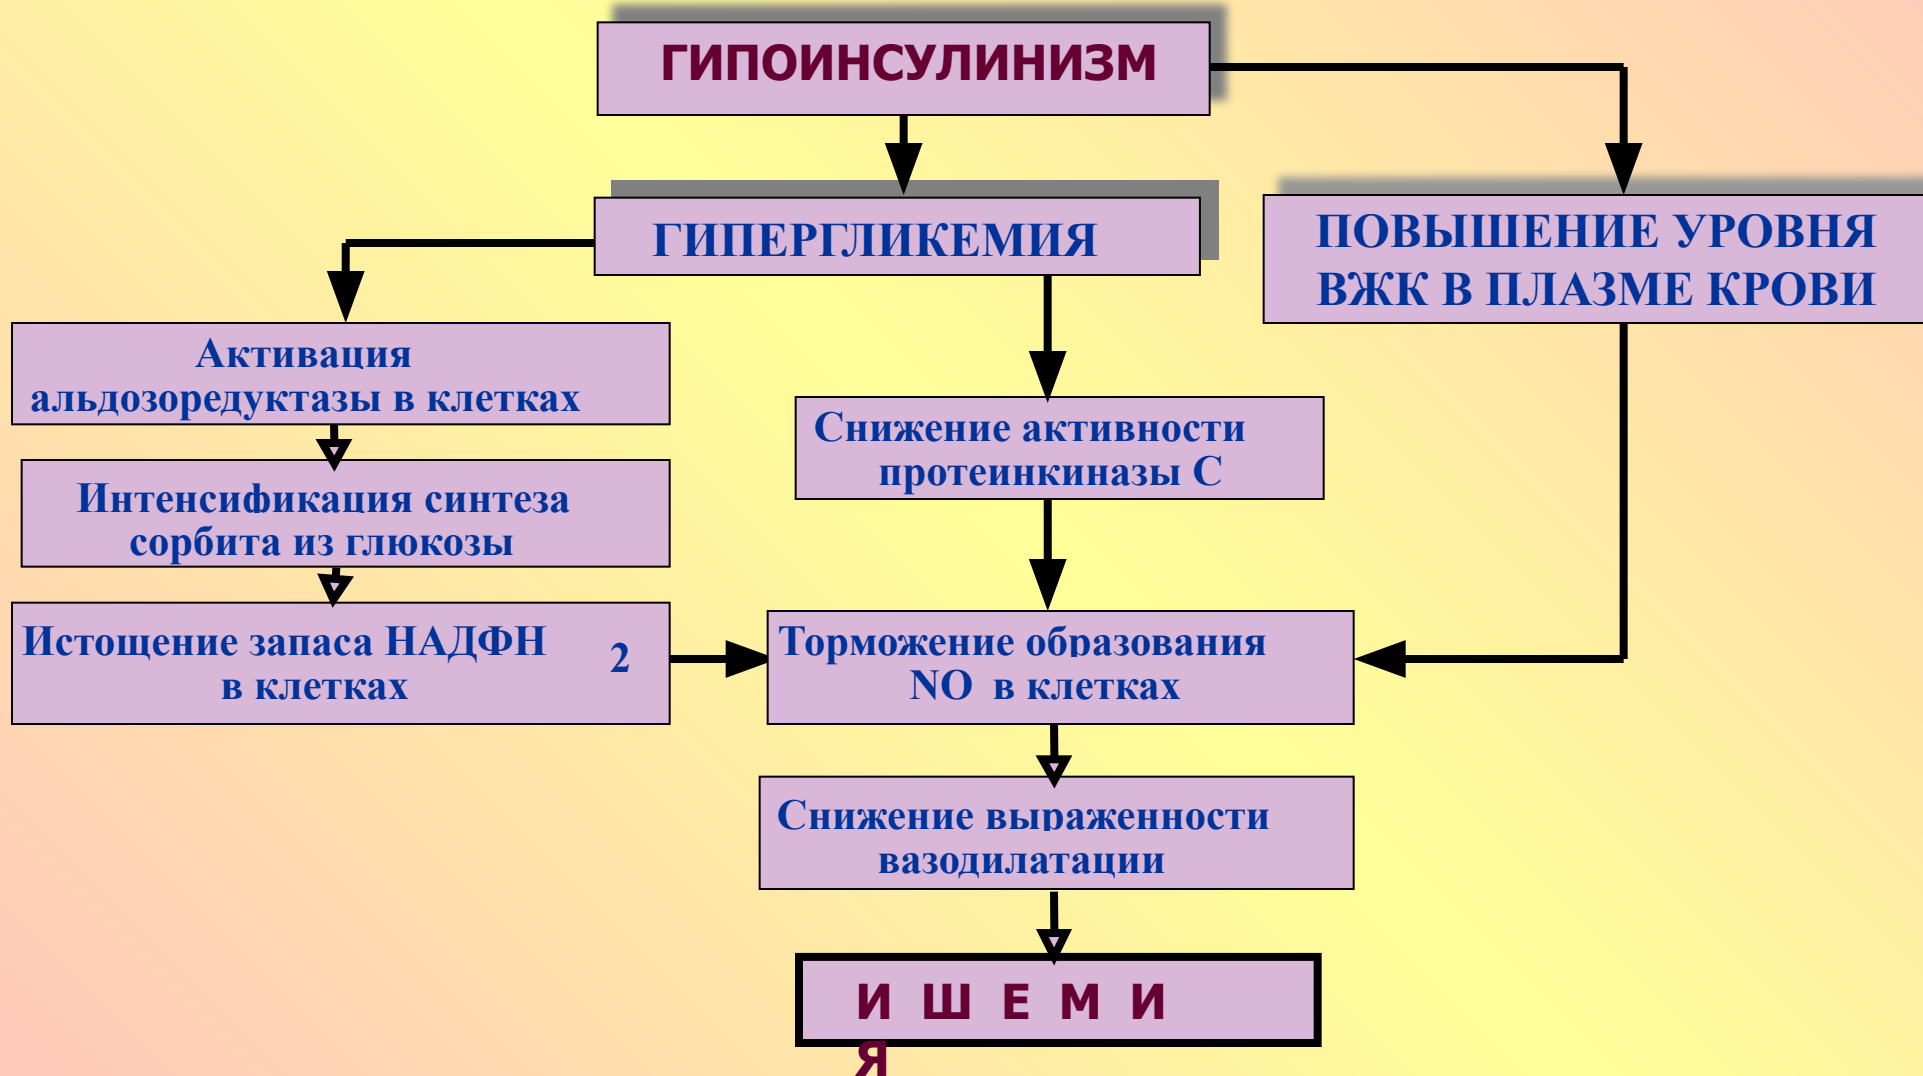 ГИПОИНСУЛИНИЗМ
ГИПЕРГЛИКЕМИЯ
ПОВЫШЕНИЕ УРОВНЯ
ВЖК В ПЛАЗМЕ КРОВИ
Активация
альдозоредуктазы в клетках
Снижение активности
протеинкиназы С
Интенсификация синтеза
сорбита из глюкозы
Истощение запаса НАДФН 2
в клетках
Торможение образования
NO в клетках
Снижение выраженности
вазодилатации
И Ш Е М И
Я